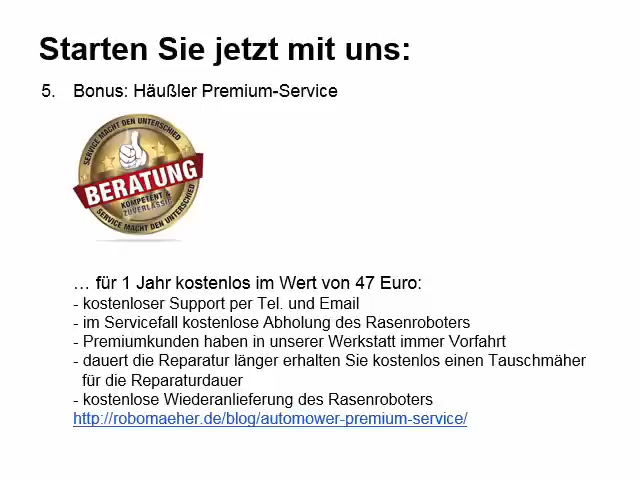 Starten Sie jetzt mit uns:
5. Bonus: Häußler Premium-Service
SERVICE MACHT DEN UNTERSCHIED
BERATUNG
KOMPETENT &
ZUVERLÄSSIG
SERVICE MACHT DEN UNTERSCHIED
… für 1 Jahr kostenlos im Wert von 47 Euro:
- kostenloser Support per Tel. und Email
- im Servicefall kostenlose Abholung des Rasenroboters
- Premiumkunden haben in unserer Werkstatt immer Vorfahrt
- dauert die Reparatur länger erhalten Sie kostenlos einen Tauschmäher
für die Reparaturdauer
- kostenlose Wiederanlieferung des Rasenroboters
http://robomaeher.de/blog/automower-premium-service/